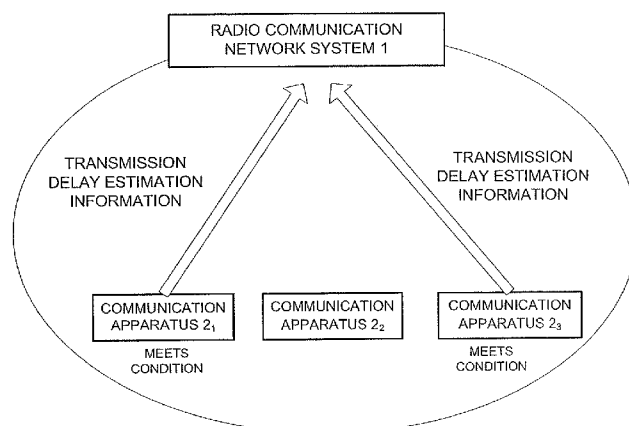 RADIO COMMUNICATION
NETWORK SYSTEM 1
TRANSMISSION
DELAY ESTIMATION
INFORMATION
TRANSMISSION
DELAY ESTIMATION
INFORMATION
COMMUNICATION
APPARATUS 2₁
MEETS
CONDITION
COMMUNICATION
APPARATUS 2₂
COMMUNICATION
APPARATUS 2₃
MEETS
CONDITION